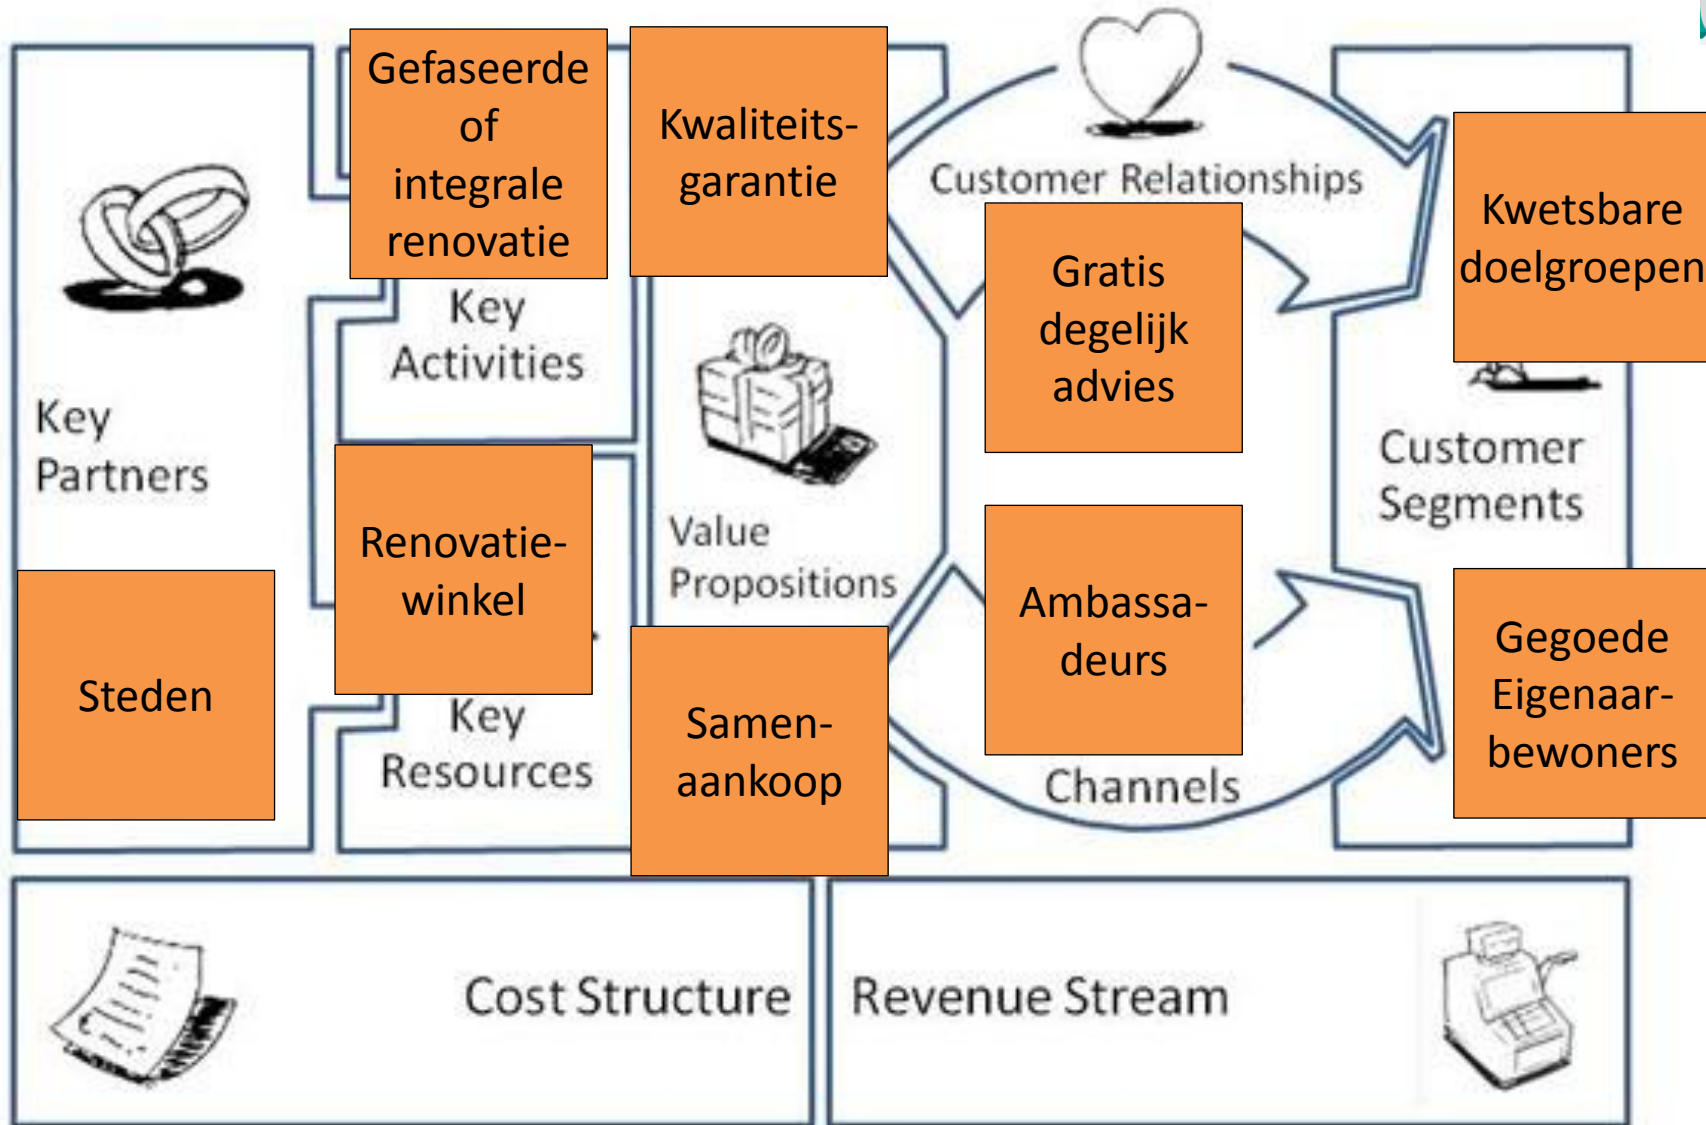 Gefaseerde
of
integrale
renovatie
Kwaliteits-
garantie
Customer Relationships
Kwetsbare
doelgroepen
Gratis
degelijk
advies
Key
Activities
Key
Partners
Customer
Segments
Value
Propositions
Renovatie-
winkel
Ambassa-
deurs
Gegoede
Eigenaar-
bewoners
Steden
Samen-
aankoop
Key
Resources
Channels
Cost Structure
Revenue Stream